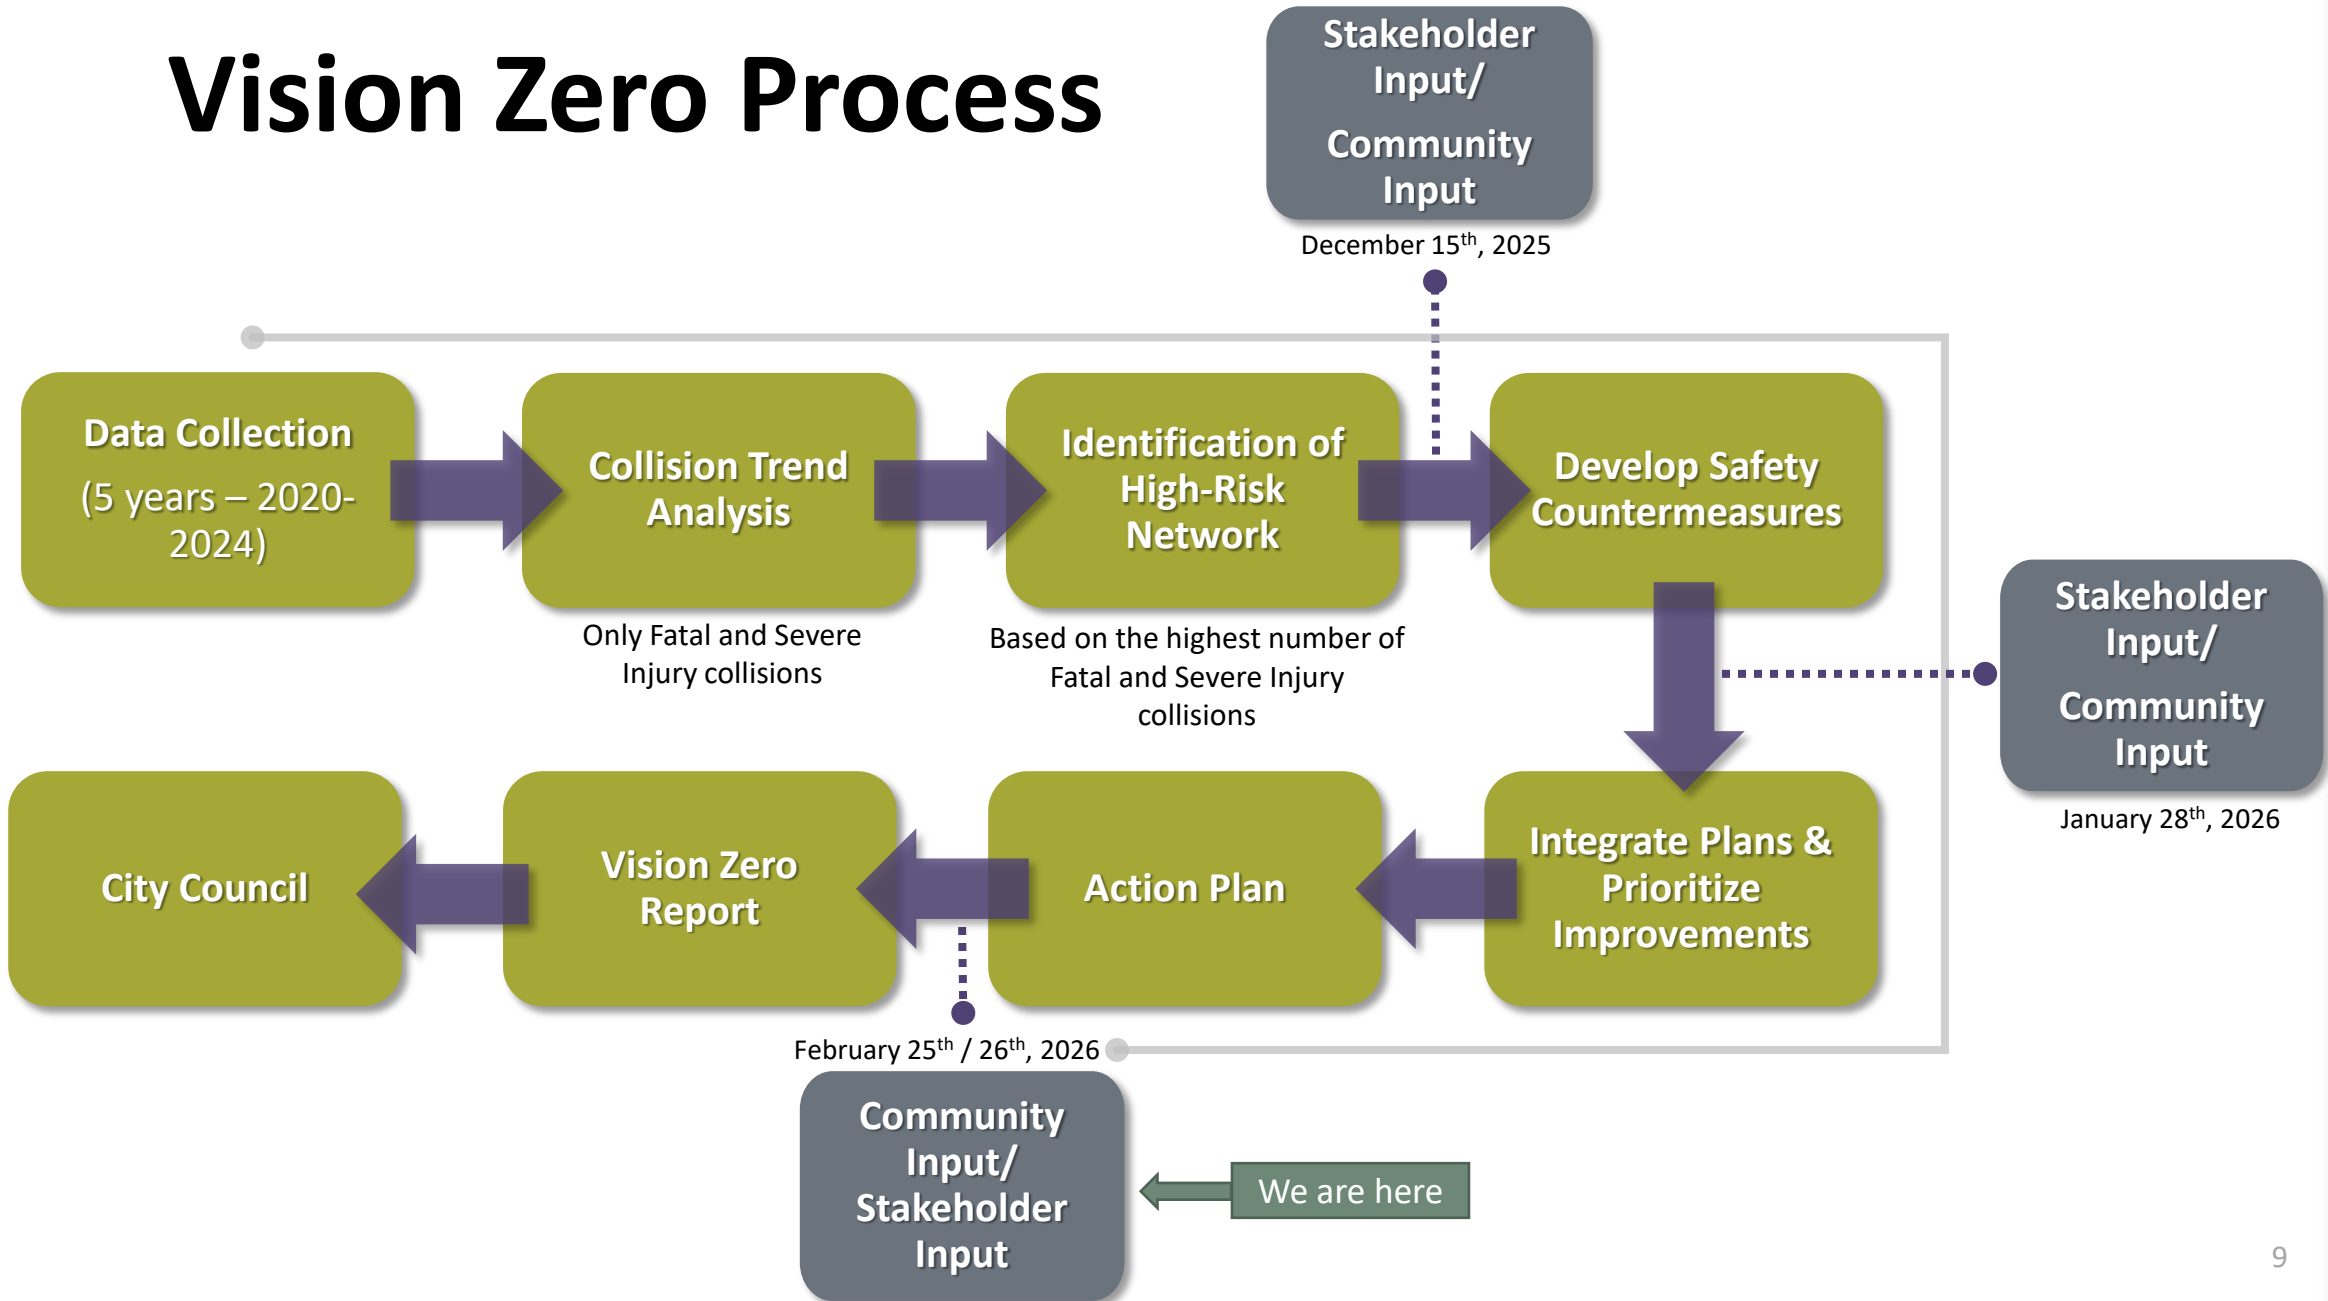 Vision Zero Process
Stakeholder
Input/
Community
Input
December 15th, 2025
Data Collection
(5 years – 2020-
2024)
Collision Trend
Analysis
Only Fatal and Severe
Injury collisions
Identification of
High-Risk
Network
Based on the highest number of
Fatal and Severe Injury
collisions
Develop Safety
Countermeasures
Stakeholder
Input/
Community
Input
January 28th, 2026
Integrate Plans &
Prioritize
Improvements
Action Plan
Vision Zero
Report
City Council
February 25th / 26th, 2026
Community
Input/
Stakeholder
Input
We are here
9